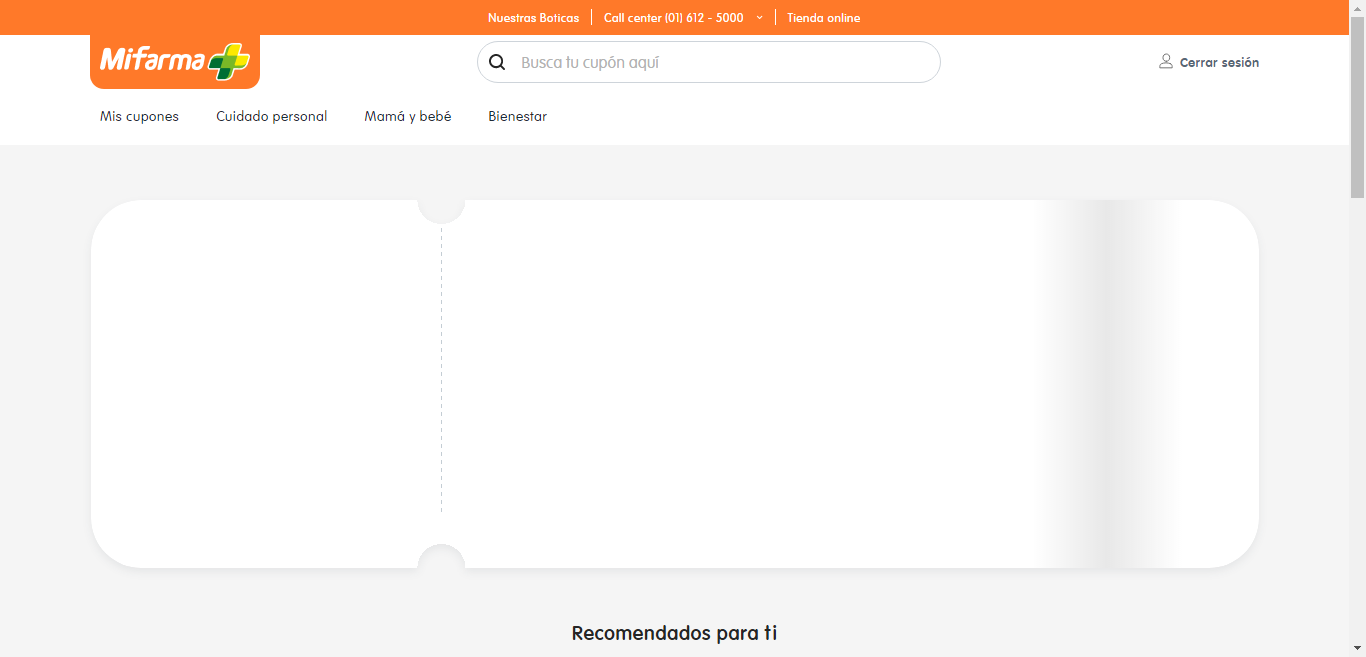 Nuestras Boticas
Call center (01) 612 - 5000
Tienda online
Mifarma
Busca tu cupón aquí
Cerrar sesión
Mis cupones
Cuidado personal
Mamá y bebé
Bienestar
Recomendados para ti